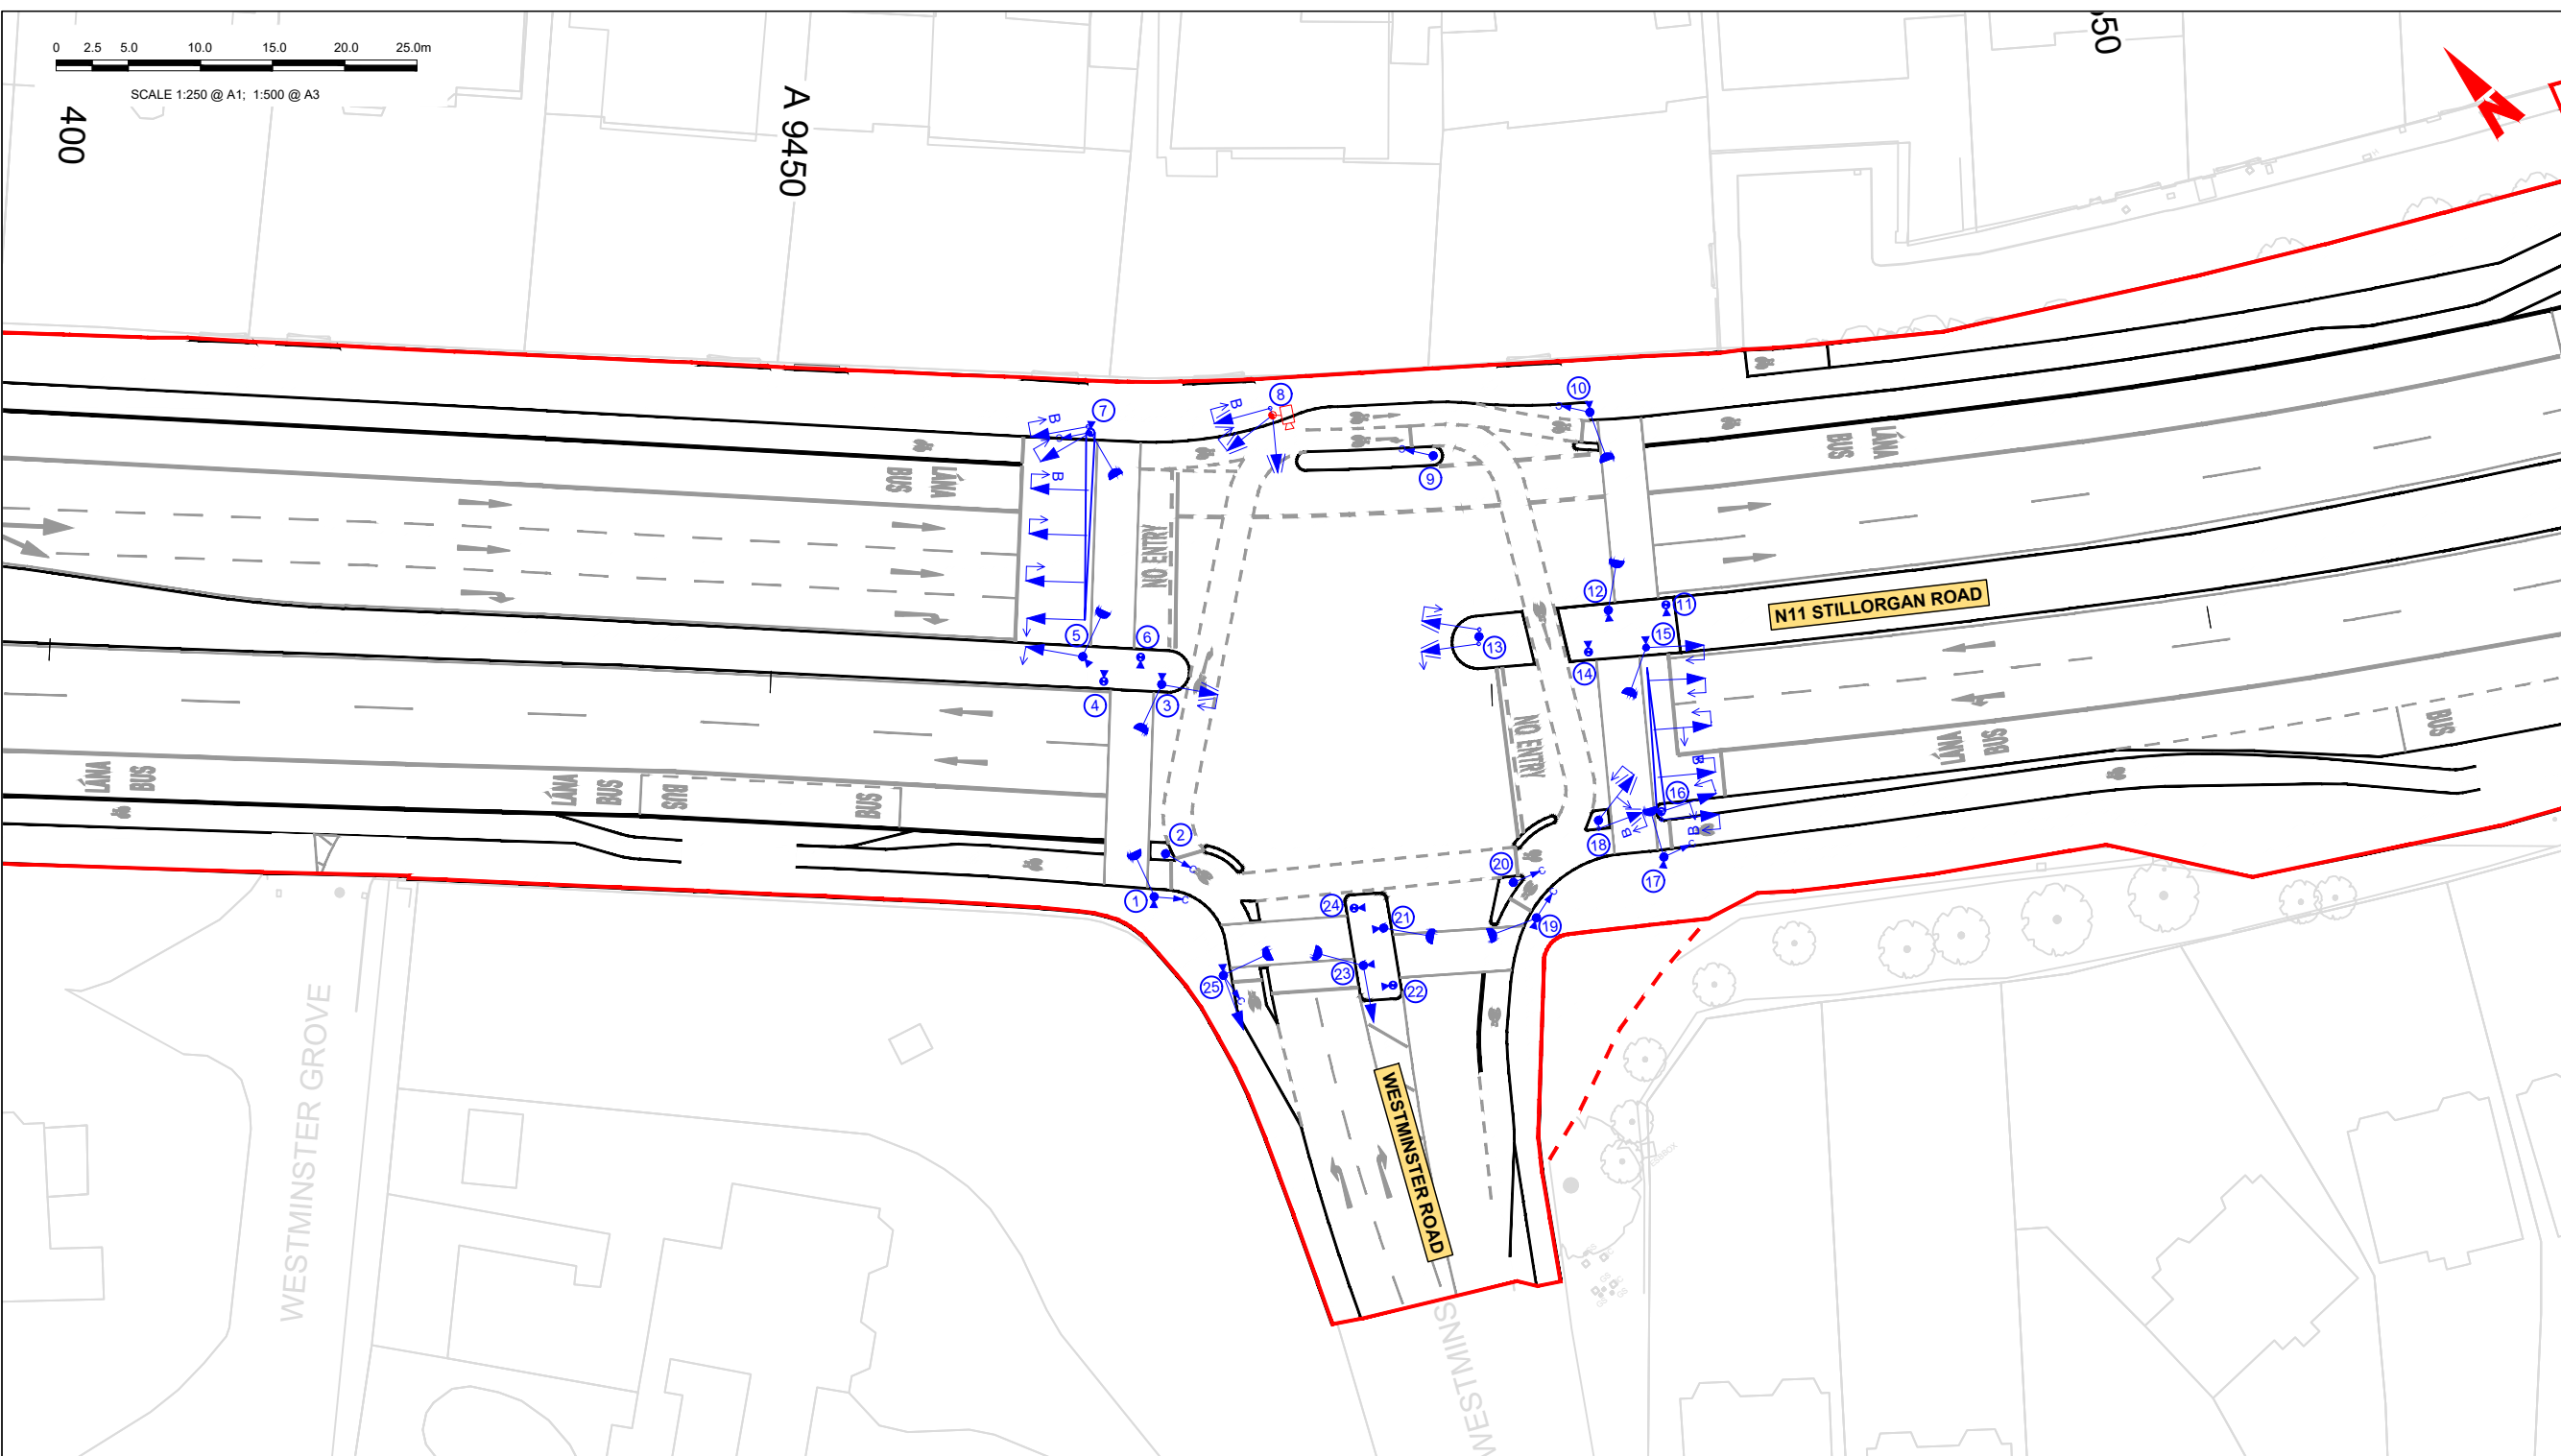 0 2.5 5.0 10.0 15.0 20.0 25.0m
SCALE 1:250 @ A1; 1:500 @ A3
400
A 9450
N
B
7
B
8
10
LÁNA
BUS
B
9
LÁNA
BUS
NO ENTRY
5
6
4
3
12
11
13
14
15
N11 STILLORGAN ROAD
LÁNA
BUS
LÁNA
BUS
BUS
BUS
NO ENTRY
LÁNA
BUS
BUS
B
16
B
B
18
17
2
C
1
C
20
C
C
C
19
24
21
23
22
25
C
WESTMINSTER GROVE
WESTMINSTER ROAD
WESTMINS